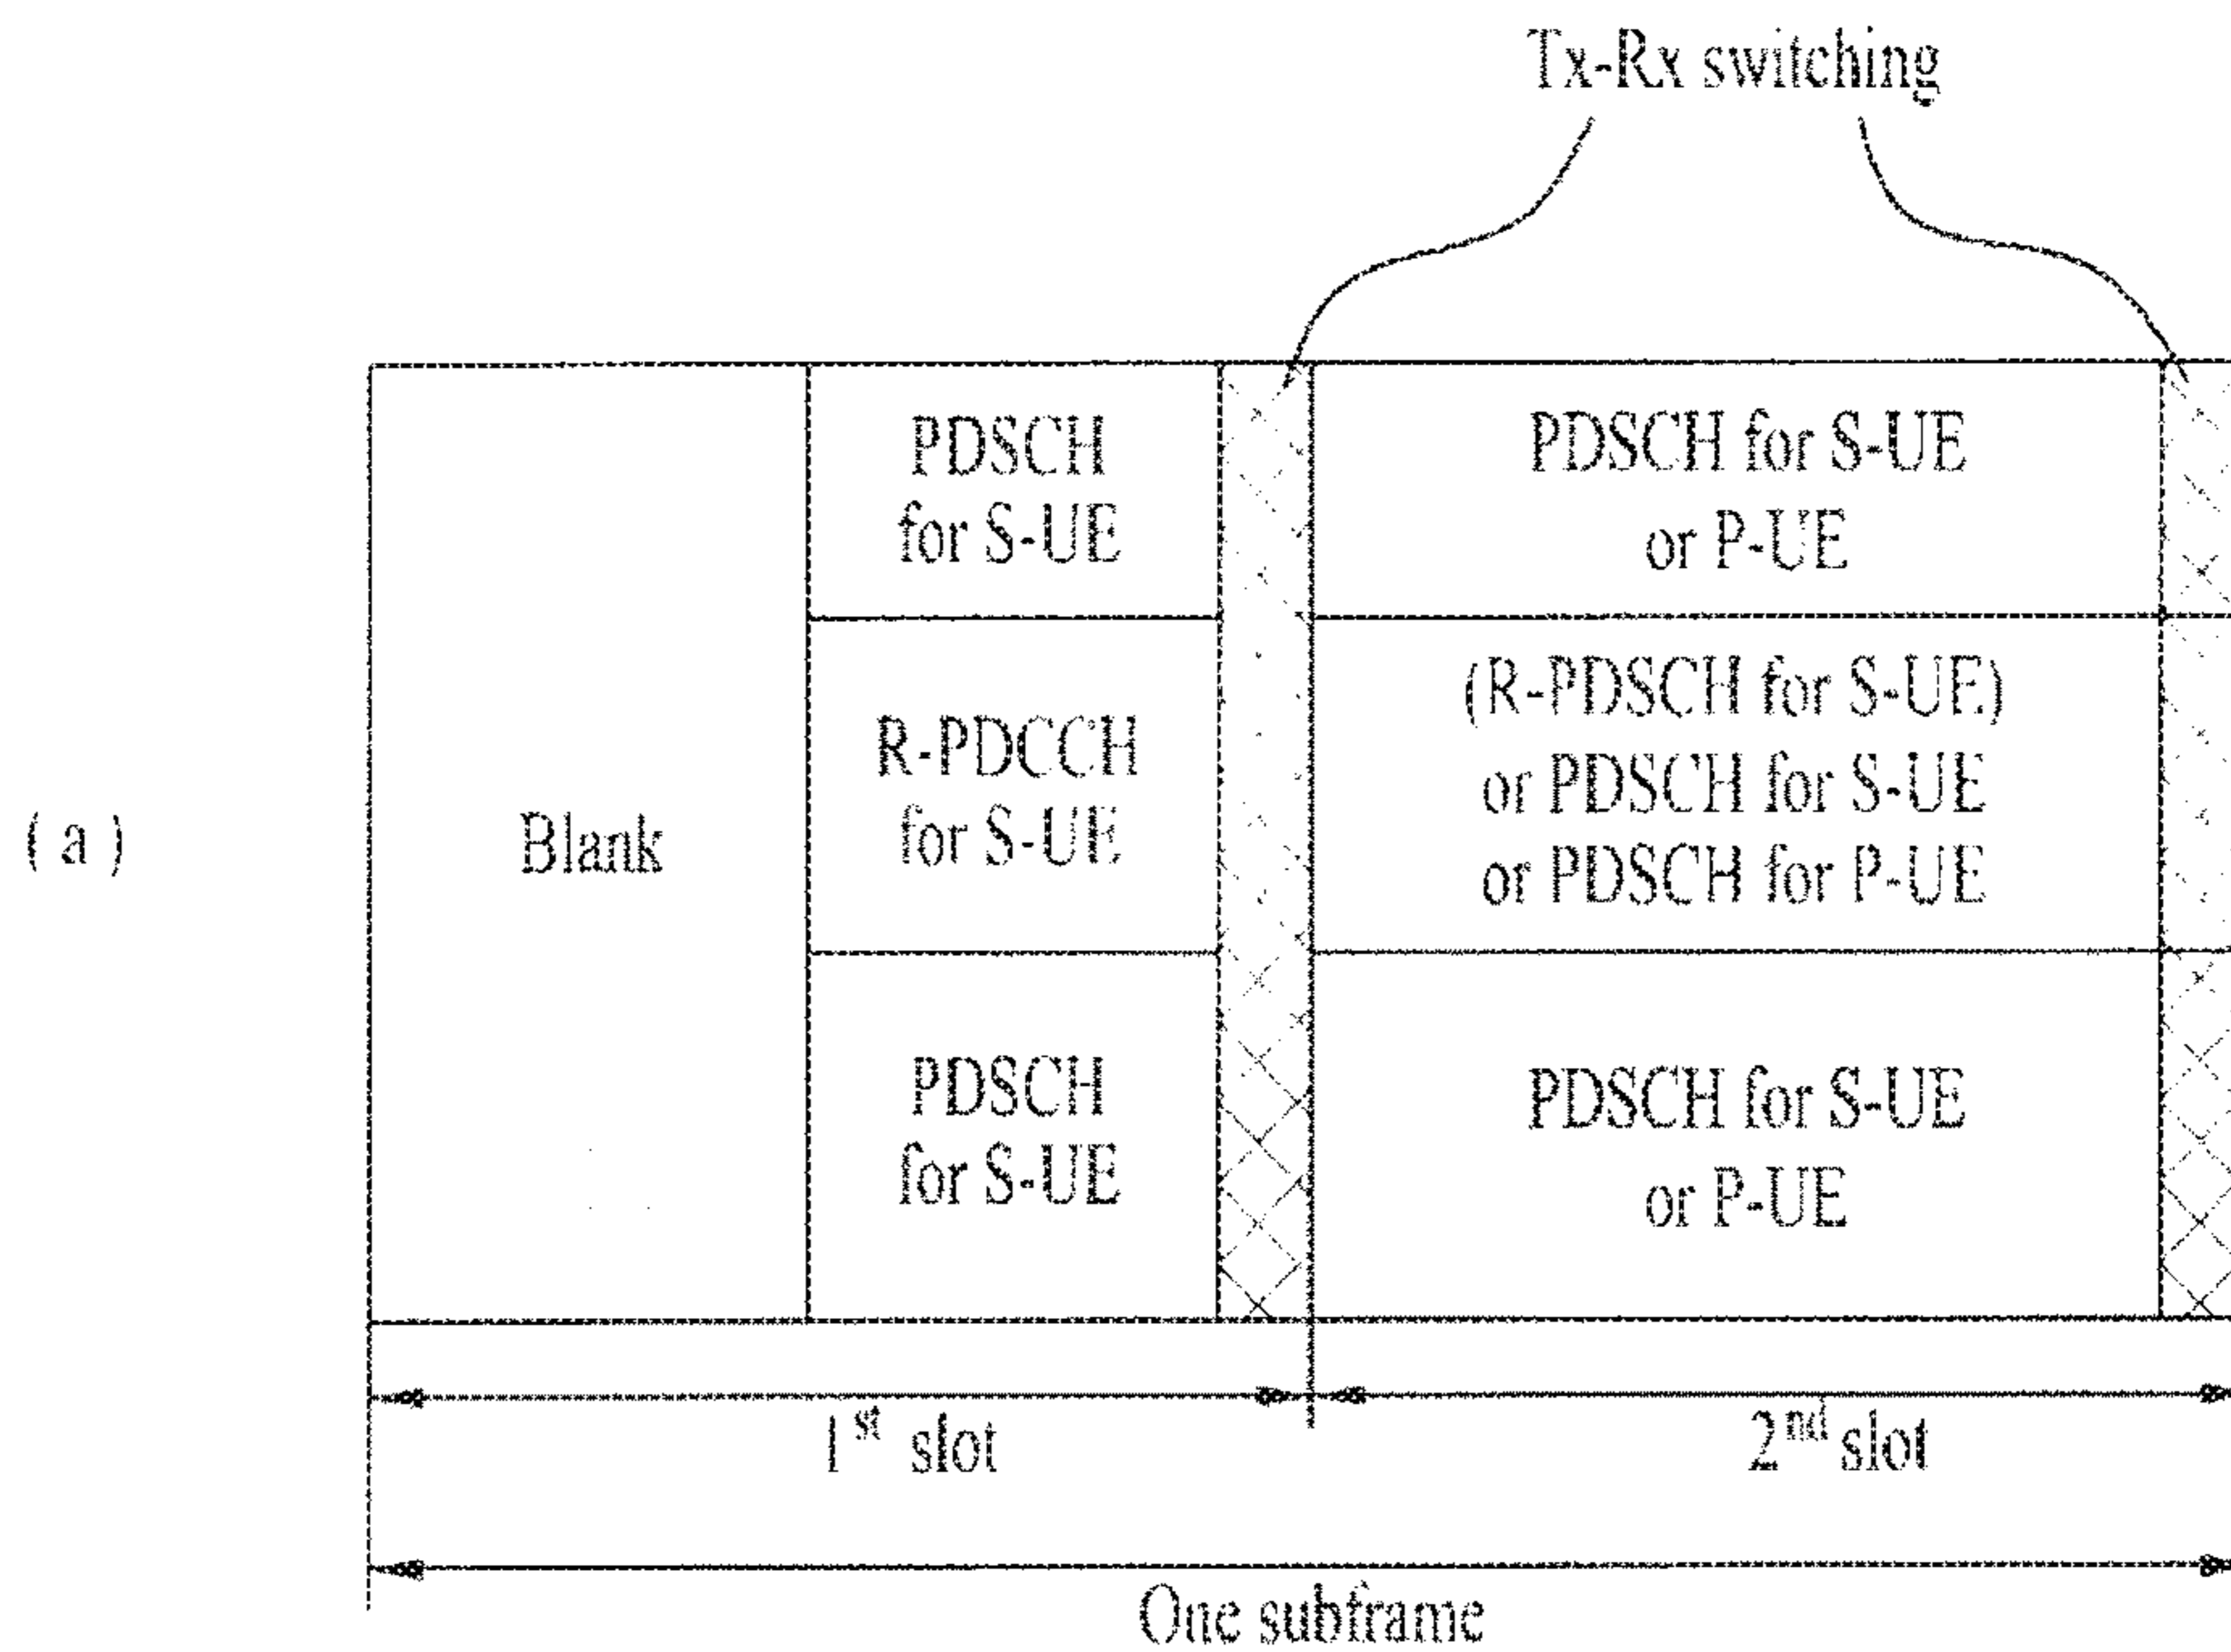 Tx-Rx switching
PDSCH
for S-UE
PDSCH for S-UE
or P-UE
(a)
Blank
R-PDCCH
for S-UE
(R-PDSCH for S-UE)
or PDSCH for S-UE
or PDSCH for P-UE
PDSCH
for S-UE
PDSCH for S-UE
or P-UE
1st slot
2nd slot
One subframe